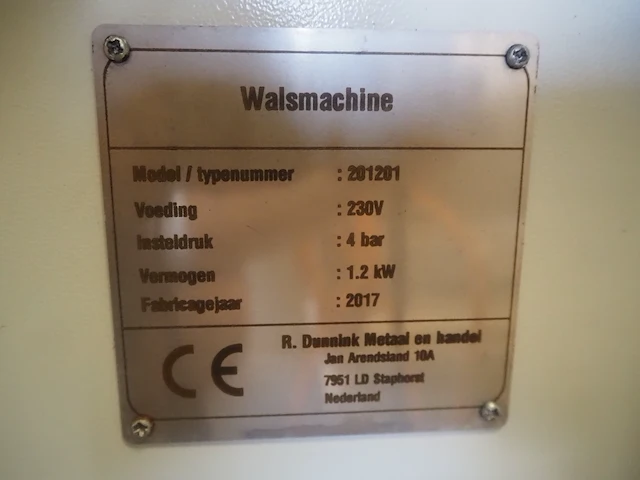 Walsmachine
Model / typenummer : 201201
Voeding : 230V
Insteldruk : 4 bar
Vermogen : 1.2 kW
Fabricagejaar : 2017
CE
R. Dunnink Metaal en handel
Jan Arendsland 10A
7951 LD Staphorst
Nederland